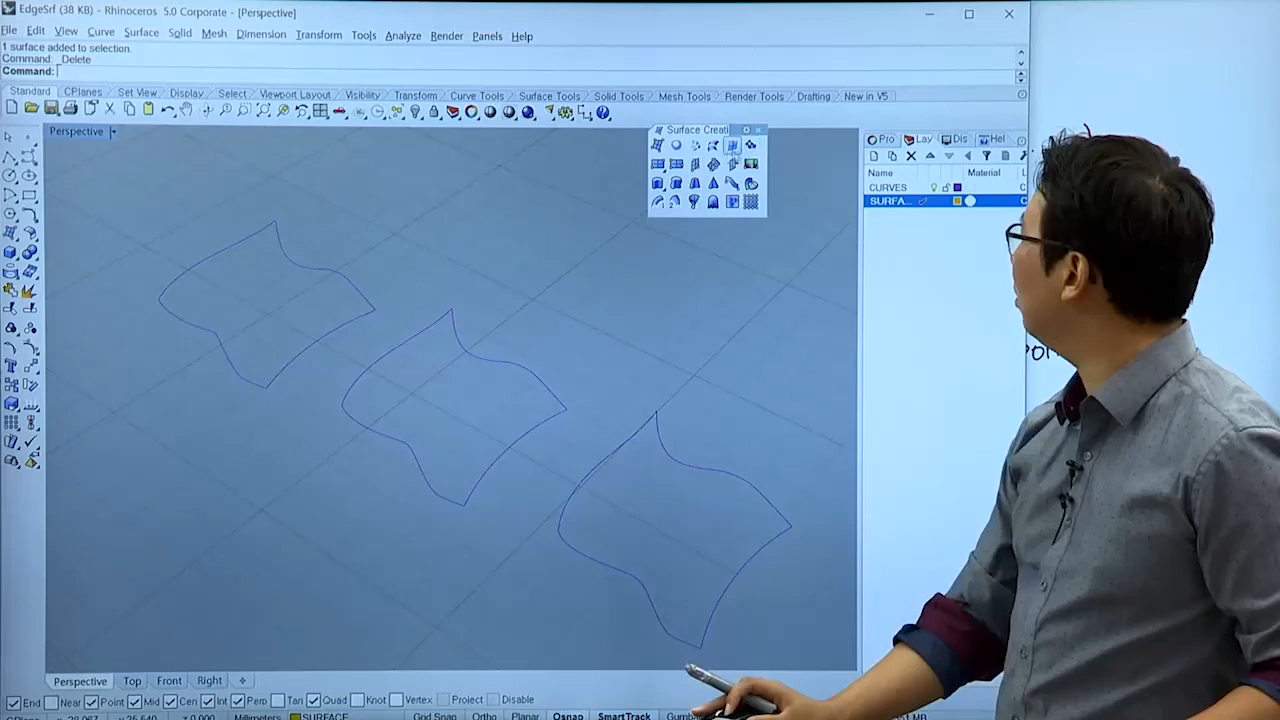 EdgeSrf (38 KB) - Rhinoceros 5.0 Corporate - [Perspective]
File Edit View Curve Surface Solid Mesh Dimension Transform Tools Analyze Render Panels Help
1 surface added to selection.
Command: _Delete
Command:
Standard CPlanes Set View Display Select Viewport Layout Visibility Transform Curve Tools Surface Tools Solid Tools Mesh Tools Render Tools Drafting New in V5
Perspective
Surface Creati
Pro Lay Dis Hel
Name Material L
CURVES C
SURFA... C
Perspective Top Front Right
End Near Point Mid Cen Int Perp Tan Quad Knot Vertex Project Disable
Millimeters SURFACE Grid Snap Ortho Planar Osnap SmartTrack